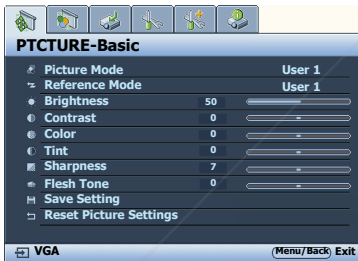 PTCTURE-Basic
Picture Mode User 1
Reference Mode User 1
Brightness 50
Contrast 0
Color 0
Tint 0
Sharpness 7
Flesh Tone 0
Save Setting
Reset Picture Settings
VGA Menu/Back Exit